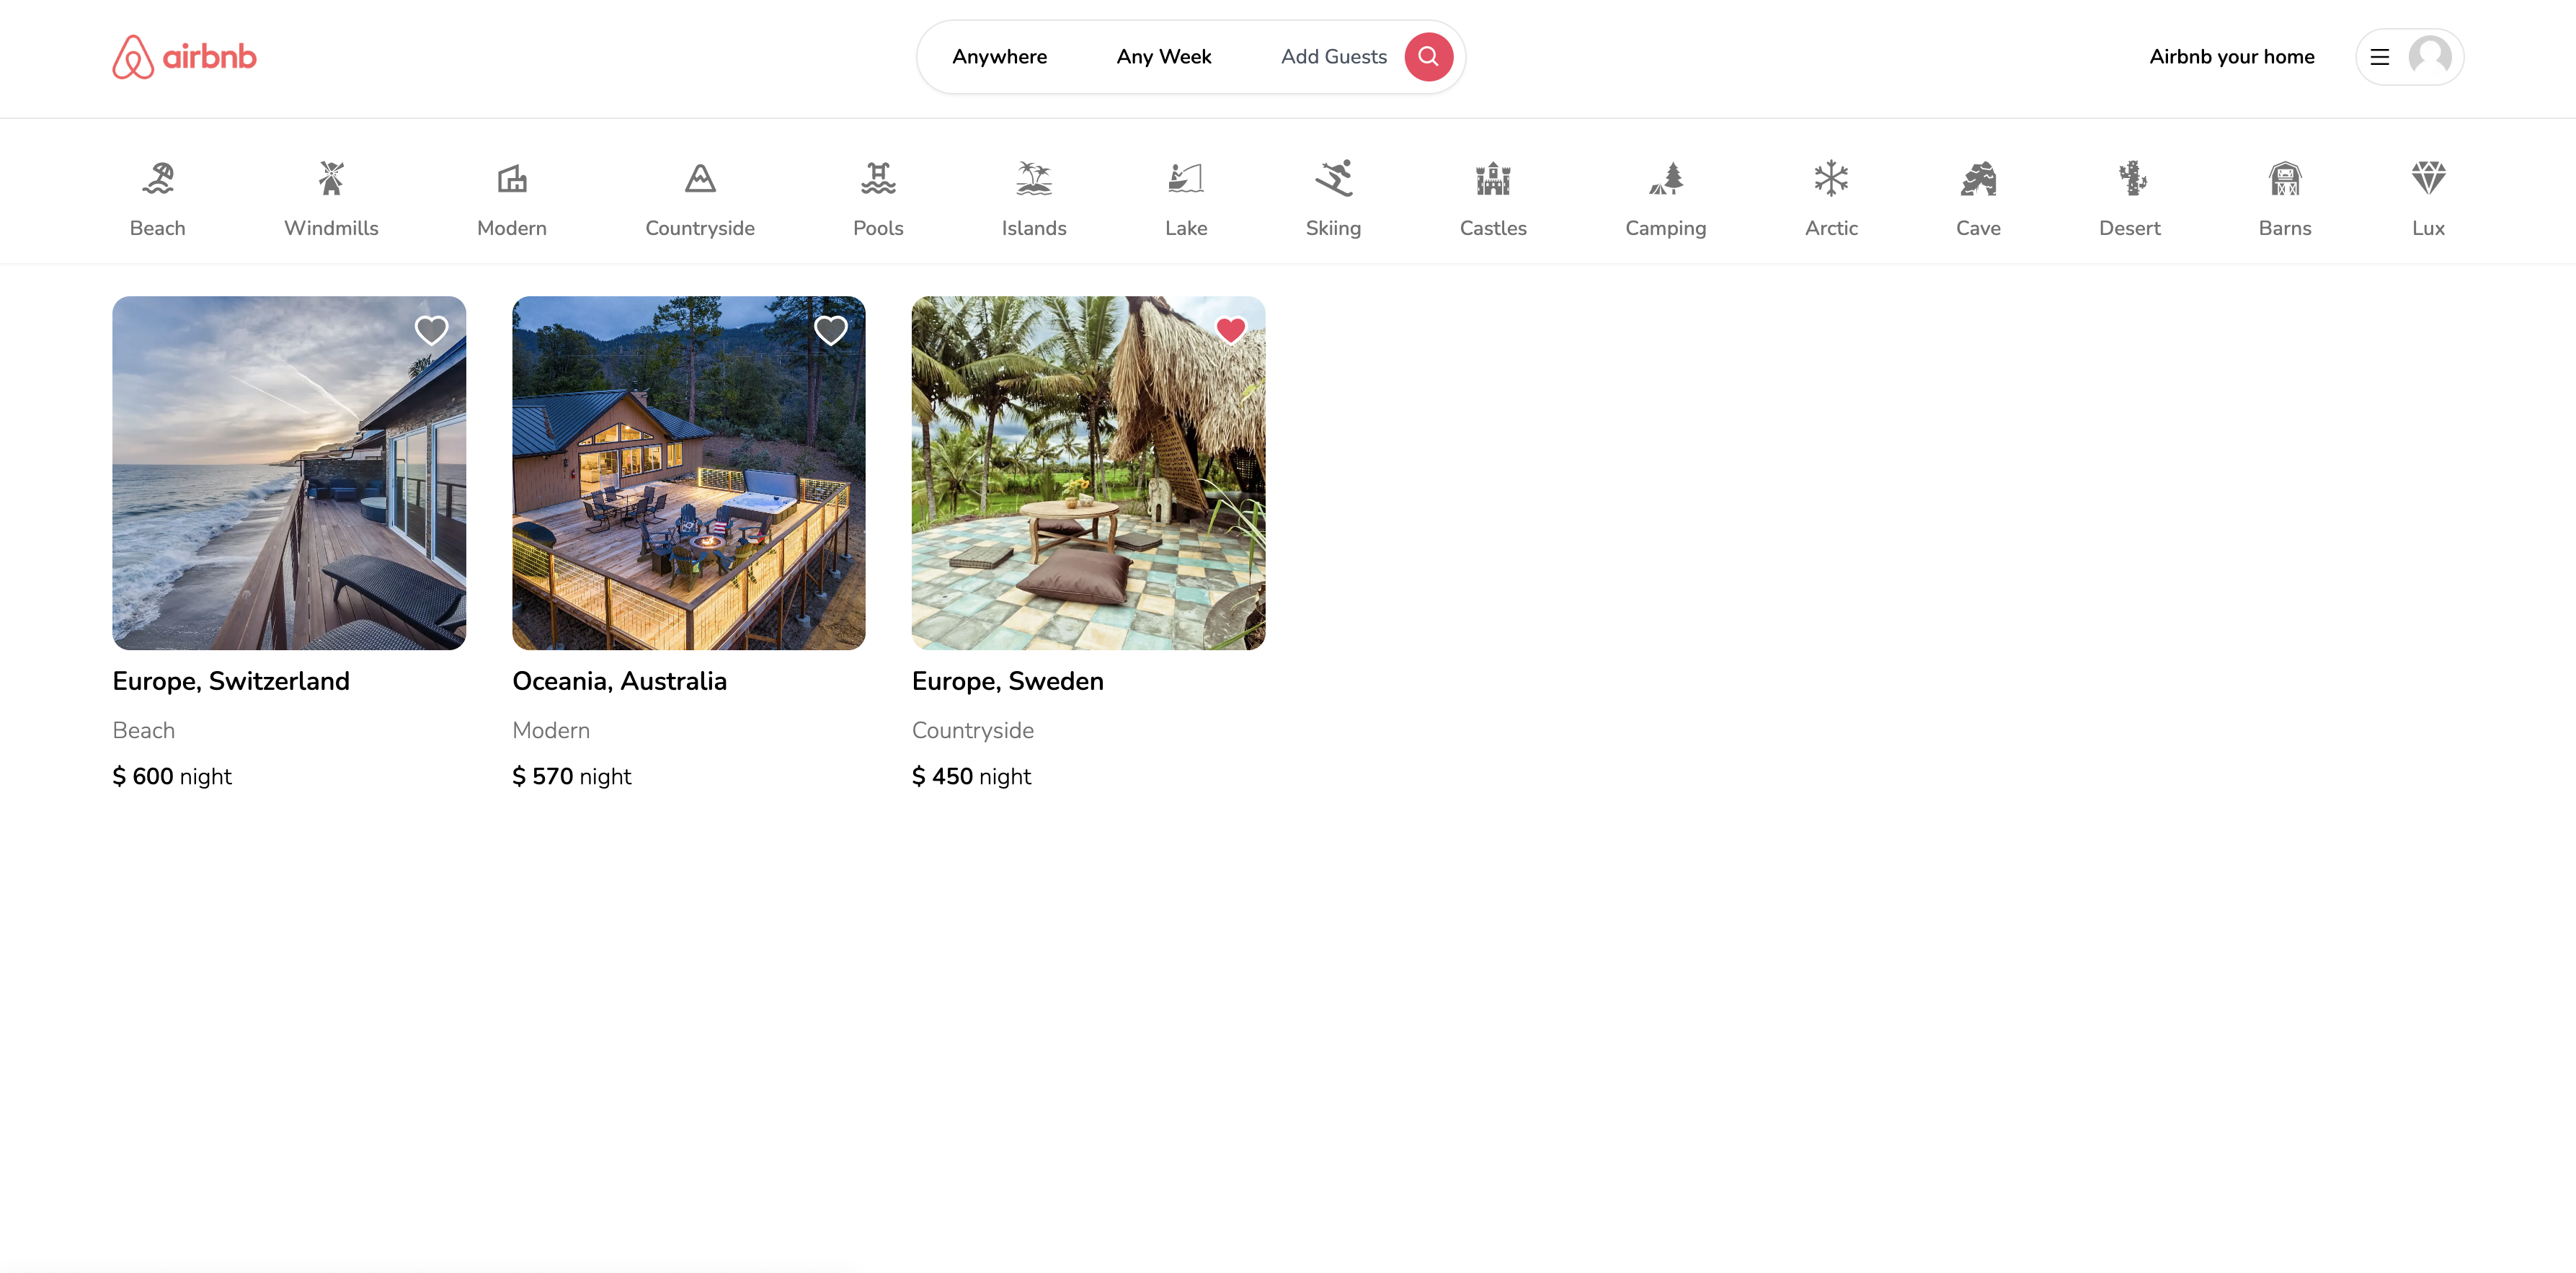 airbnb
Anywhere Any Week Add Guests
Airbnb your home
Beach Windmills Modern Countryside Pools Islands Lake Skiing Castles Camping Arctic Cave Desert Barns Lux
Europe, Switzerland
Beach
$ 600 night
Oceania, Australia
Modern
$ 570 night
Europe, Sweden
Countryside
$ 450 night